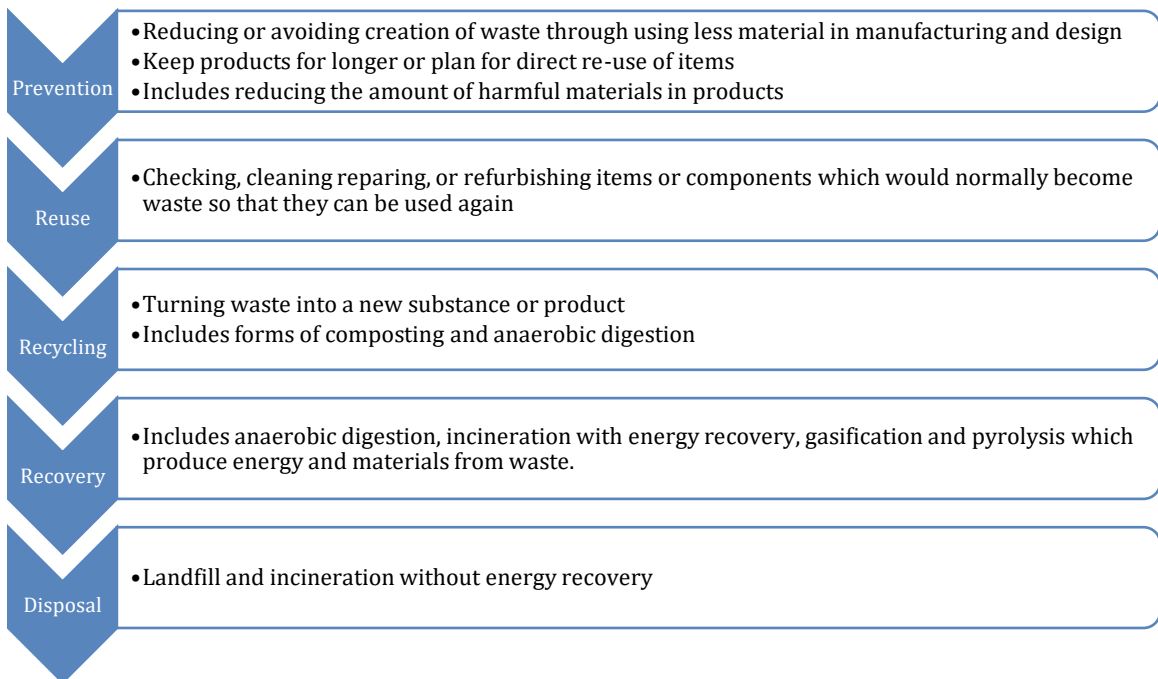 Prevention
•Reducing or avoiding creation of waste through using less material in manufacturing and design
•Keep products for longer or plan for direct re-use of items
•Includes reducing the amount of harmful materials in products
Reuse
•Checking, cleaning reparing, or refurbishing items or components which would normally become
waste so that they can be used again
Recycling
•Turning waste into a new substance or product
•Includes forms of composting and anaerobic digestion
Recovery
•Includes anaerobic digestion, incineration with energy recovery, gasification and pyrolysis which
produce energy and materials from waste.
Disposal
•Landfill and incineration without energy recovery